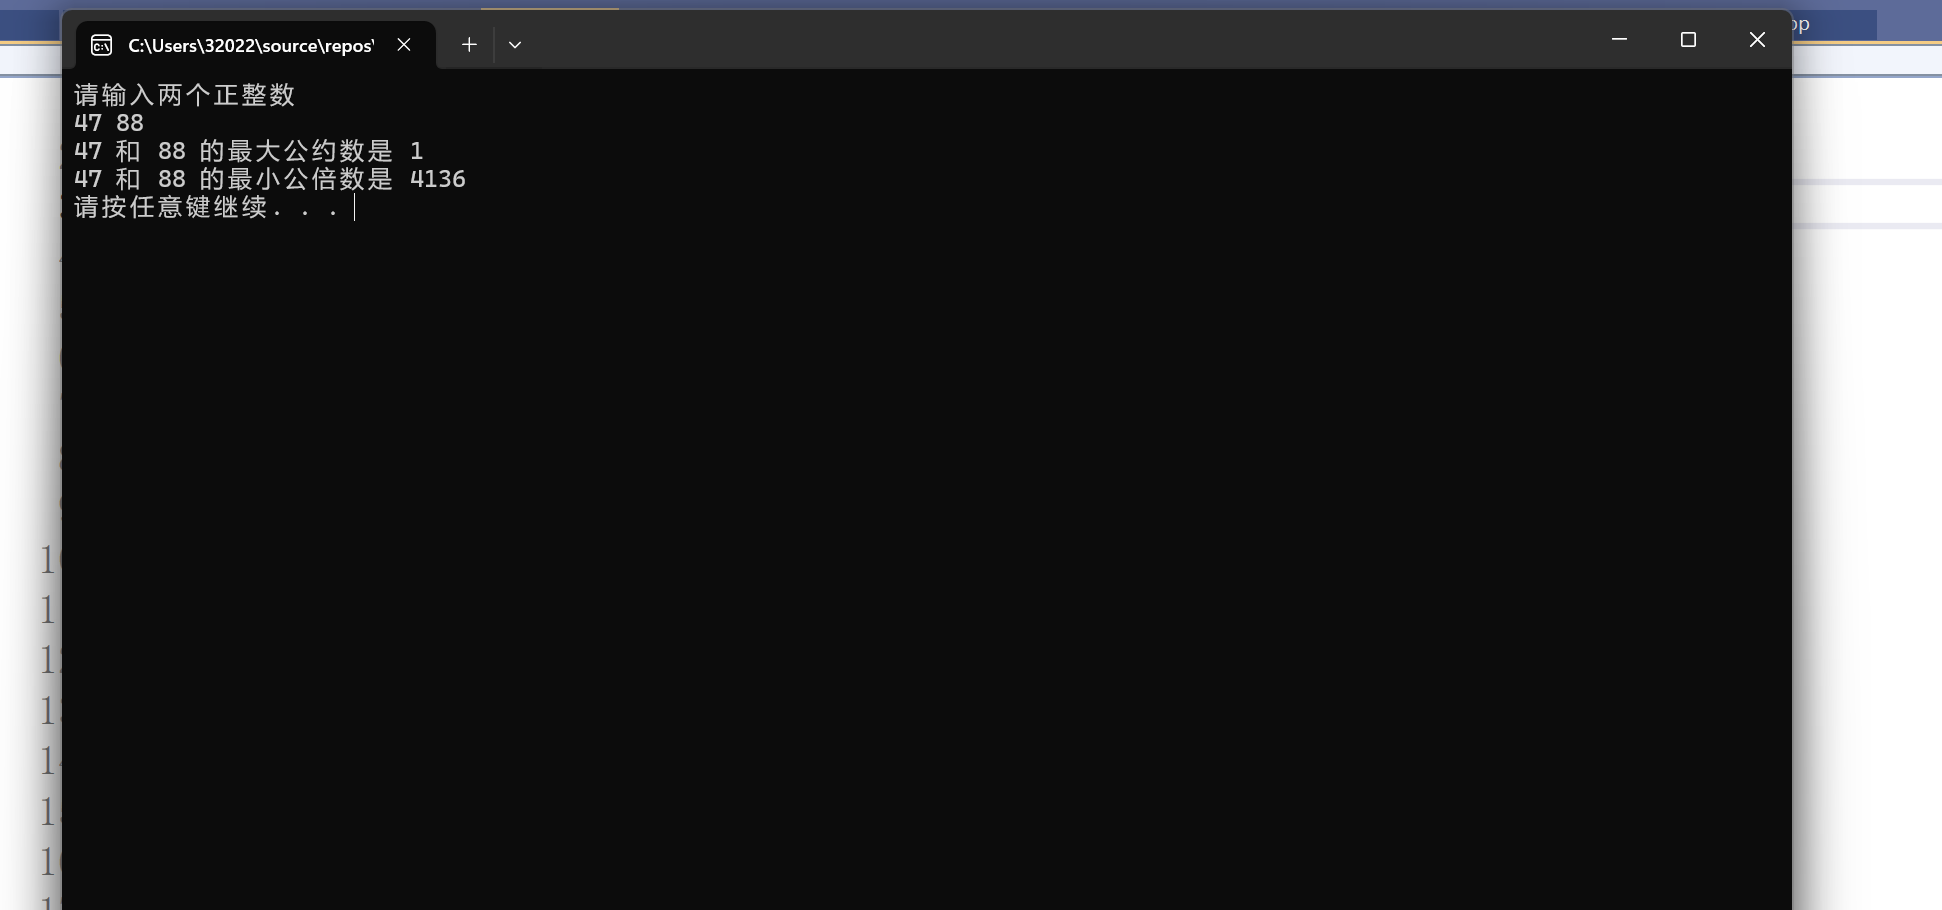 C:\Users\32022\source\repos\
请输入两个正整数
47 88
47 和 88 的最大公约数是 1
47 和 88 的最小公倍数是 4136
请按任意键继续. . .